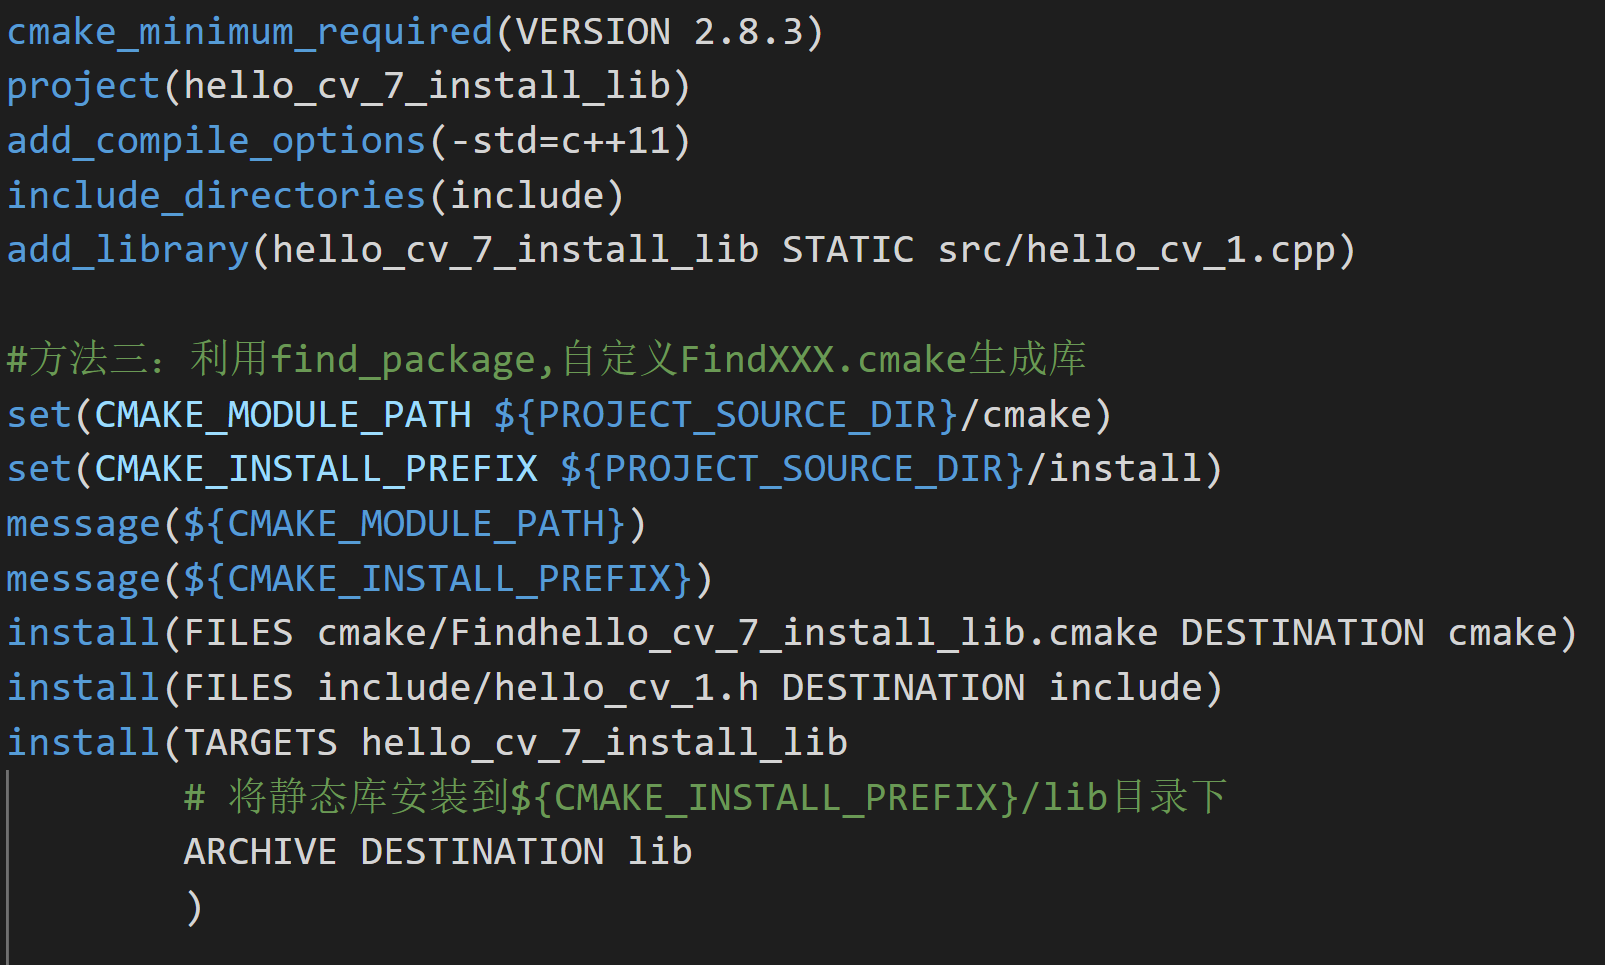 cmake_minimum_required(VERSION 2.8.3)
project(hello_cv_7_install_lib)
add_compile_options(-std=c++11)
include_directories(include)
add_library(hello_cv_7_install_lib STATIC src/hello_cv_1.cpp)
#方法三：利用find_package,自定义FindXXX.cmake生成库
set(CMAKE_MODULE_PATH ${PROJECT_SOURCE_DIR}/cmake)
set(CMAKE_INSTALL_PREFIX ${PROJECT_SOURCE_DIR}/install)
message(${CMAKE_MODULE_PATH})
message(${CMAKE_INSTALL_PREFIX})
install(FILES cmake/Findhello_cv_7_install_lib.cmake DESTINATION cmake)
install(FILES include/hello_cv_1.h DESTINATION include)
install(TARGETS hello_cv_7_install_lib
# 将静态库安装到${CMAKE_INSTALL_PREFIX}/lib目录下
ARCHIVE DESTINATION lib
)